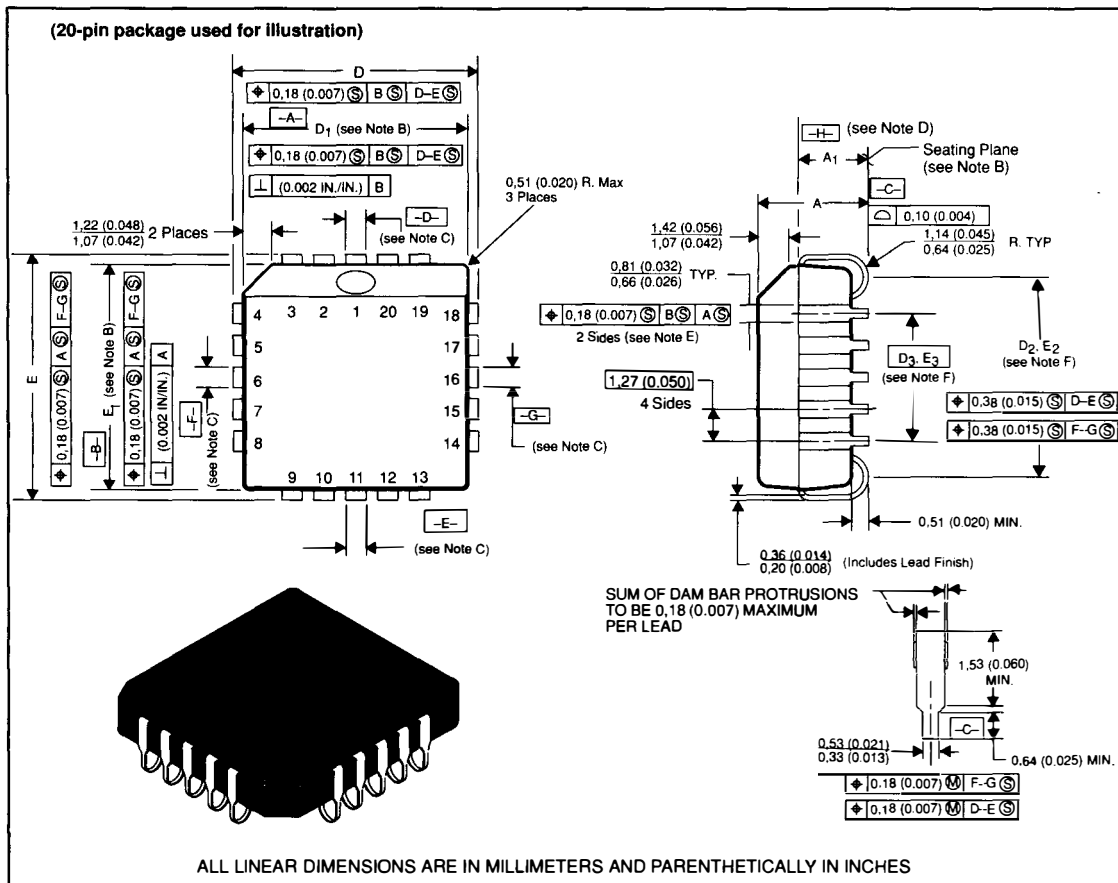 (20-pin package used for illustration)
D
⌖ 0,18 (0.007) Ⓢ B Ⓢ D–E Ⓢ
–A–
D1 (see Note B)
⌖ 0,18 (0.007) Ⓢ B Ⓢ D–E Ⓢ
⊥ (0.002 IN./IN.) B
0,51 (0.020) R. Max
3 Places
1,22 (0.048)
1,07 (0.042)
2 Places
–D–
(see Note C)
E
⌖ 0,18 (0.007) Ⓢ A Ⓢ F–G Ⓢ
–B–
E1 (see Note B)
⌖ 0,18 (0.007) Ⓢ A Ⓢ F–G Ⓢ
⊥ (0.002 IN/IN.) A
–F–
(see Note C)
4 3 2 1 20 19 18
5 17
6 16
7 15
8 14
9 10 11 12 13
–G–
(see Note C)
–E–
(see Note C)
–H– (see Note D)
A1
Seating Plane
(see Note B)
–C–
A
⌓ 0,10 (0.004)
1,42 (0.056)
1,07 (0.042)
1,14 (0.045)
0,64 (0.025)
R. TYP
0,81 (0.032)
0,66 (0.026)
TYP.
⌖ 0,18 (0.007) Ⓢ B Ⓢ A Ⓢ
2 Sides (see Note E)
D2, E2
(see Note F)
D3, E3
(see Note F)
1,27 (0.050)
4 Sides
⌖ 0,38 (0.015) Ⓢ D–E Ⓢ
⌖ 0,38 (0.015) Ⓢ F–G Ⓢ
0,51 (0.020) MIN.
0,36 (0.014)
0,20 (0.008)
(Includes Lead Finish)
SUM OF DAM BAR PROTRUSIONS
TO BE 0,18 (0.007) MAXIMUM
PER LEAD
1,53 (0.060)
MIN.
–C–
0,53 (0.021)
0,33 (0.013)
0.64 (0.025) MIN.
⌖ 0.18 (0.007) Ⓜ F–G Ⓢ
⌖ 0,18 (0.007) Ⓜ D–E Ⓢ
ALL LINEAR DIMENSIONS ARE IN MILLIMETERS AND PARENTHETICALLY IN INCHES